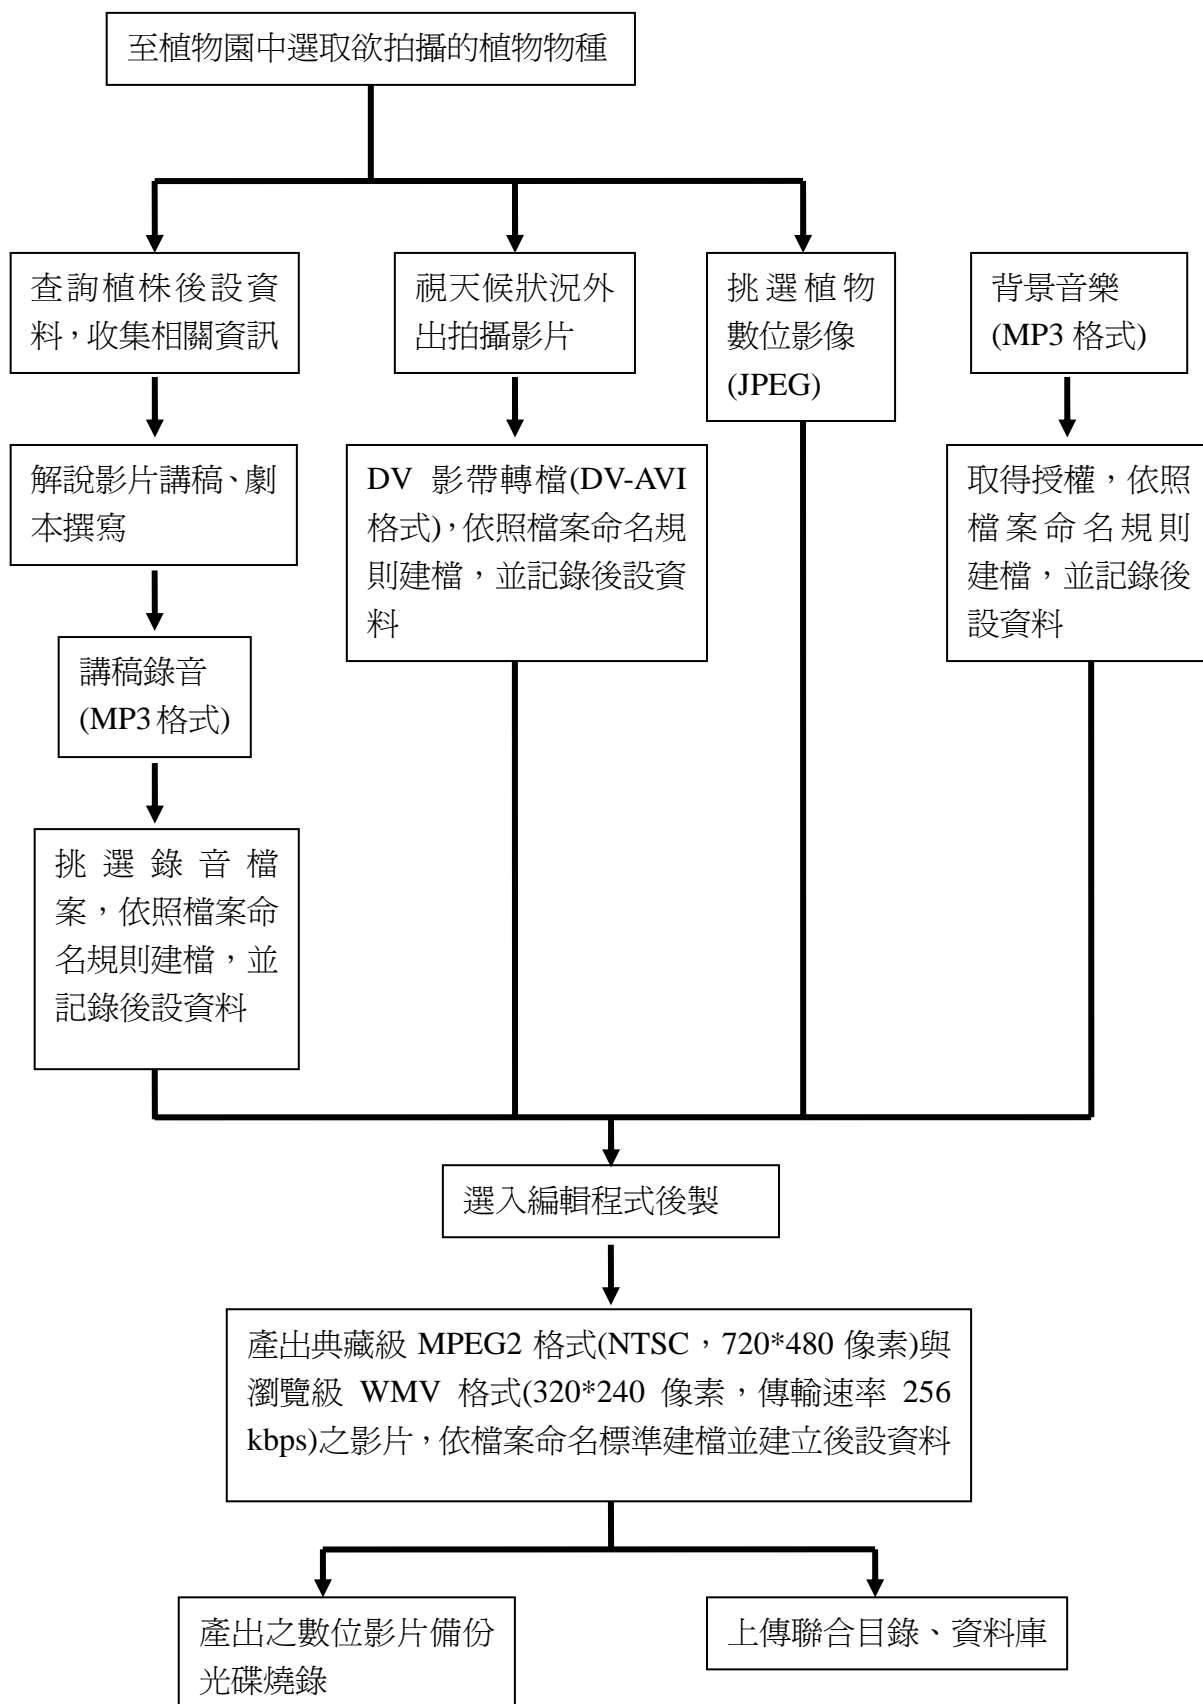 至植物園中選取欲拍攝的植物物種
查詢植株後設資
料，收集相關資訊
視天候狀況外
出拍攝影片
挑選植物
數位影像
(JPEG)
背景音樂
(MP3 格式)
解說影片講稿、劇
本撰寫
DV 影帶轉檔(DV-AVI
格式)，依照檔案命名規
則建檔，並記錄後設資
料
取得授權，依照
檔案命名規則
建檔，並記錄後
設資料
講稿錄音
(MP3 格式)
挑選錄音檔
案，依照檔案命
名規則建檔，並
記錄後設資料
選入編輯程式後製
產出典藏級 MPEG2 格式(NTSC，720*480 像素)與
瀏覽級 WMV 格式(320*240 像素，傳輸速率 256
kbps)之影片，依檔案命名標準建檔並建立後設資料
產出之數位影片備份
光碟燒錄
上傳聯合目錄、資料庫